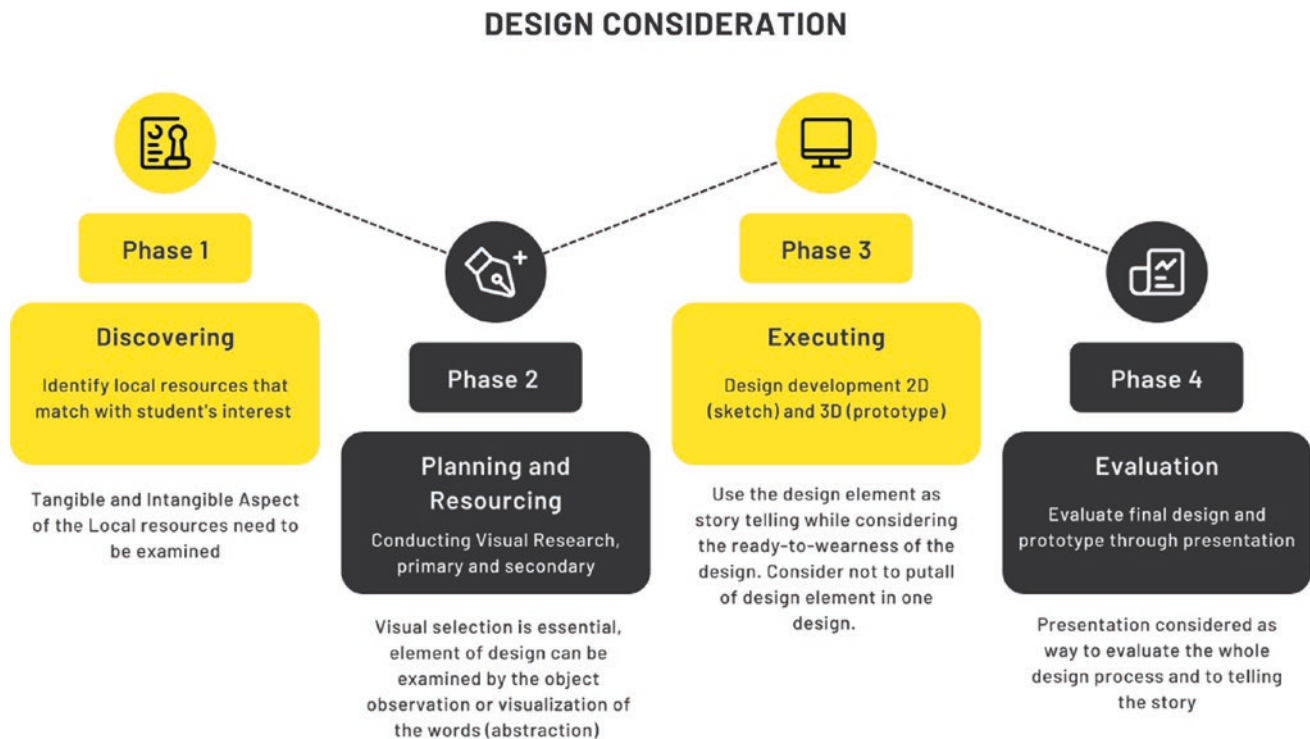 DESIGN CONSIDERATION
Phase 1
Discovering
Identify local resources that
match with student's interest
Tangible and Intangible Aspect
of the Local resources need to
be examined
Phase 2
Planning and
Resourcing
Conducting Visual Research,
primary and secondary
Visual selection is essential,
element of design can be
examined by the object
observation or visualization of
the words (abstraction)
Phase 3
Executing
Design development 2D
(sketch) and 3D (prototype)
Use the design element as
story telling while considering
the ready-to-wearness of the
design. Consider not to putall
of design element in one
design.
Phase 4
Evaluation
Evaluate final design and
prototype through presentation
Presentation considered as
way to evaluate the whole
design process and to telling
the story